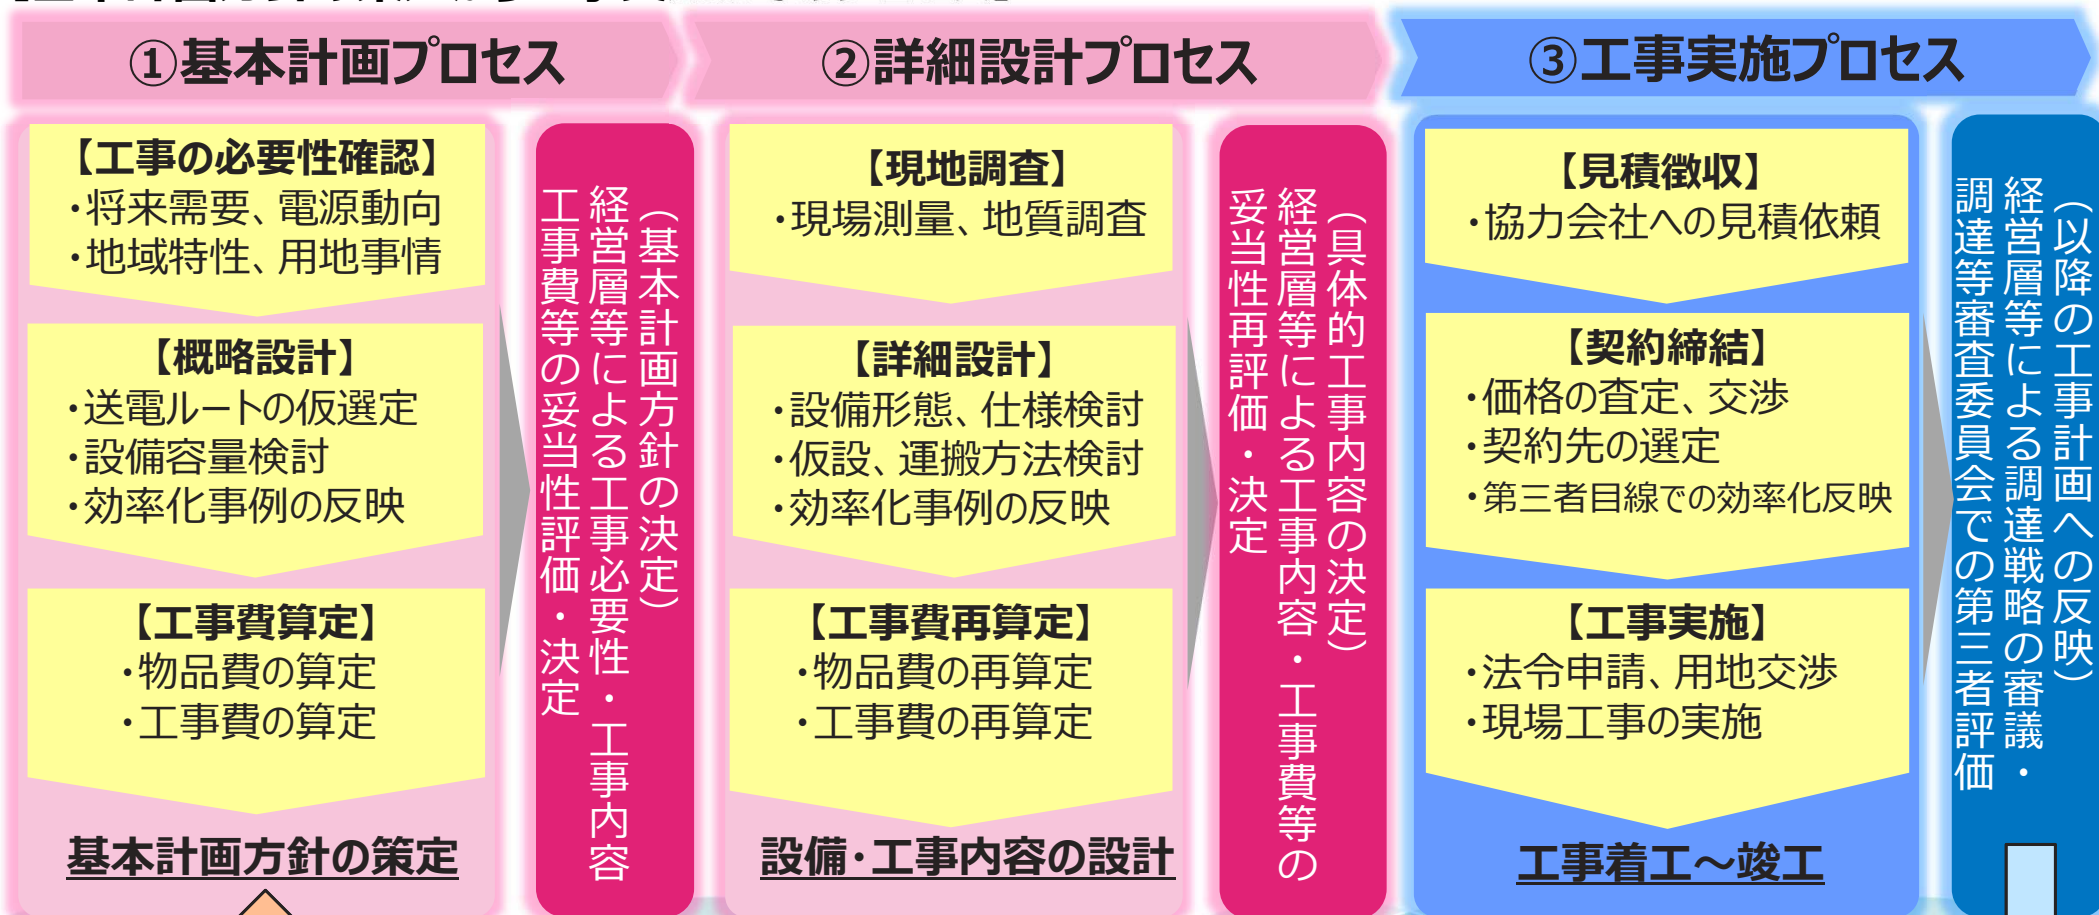 ①基本計画プロセス
【工事の必要性確認】
・将来需要、電源動向
・地域特性、用地事情
【概略設計】
・送電ルートの仮選定
・設備容量検討
・効率化事例の反映
【工事費算定】
・物品費の算定
・工事費の算定
基本計画方針の策定
（基本計画方針の決定）
経営層等による工事必要性・工事内容
工事費等の妥当性評価・決定
②詳細設計プロセス
【現地調査】
・現場測量、地質調査
【詳細設計】
・設備形態、仕様検討
・仮設、運搬方法検討
・効率化事例の反映
【工事費再算定】
・物品費の再算定
・工事費の再算定
設備・工事内容の設計
（具体的工事内容の決定）
経営層等による工事内容・工事費等の
妥当性再評価・決定
③工事実施プロセス
【見積徴収】
・協力会社への見積依頼
【契約締結】
・価格の査定、交渉
・契約先の選定
・第三者目線での効率化反映
【工事実施】
・法令申請、用地交渉
・現場工事の実施
工事着工～竣工
（以降の工事計画への反映）
経営層等による調達戦略の審議・
調達等審査委員会での第三者評価